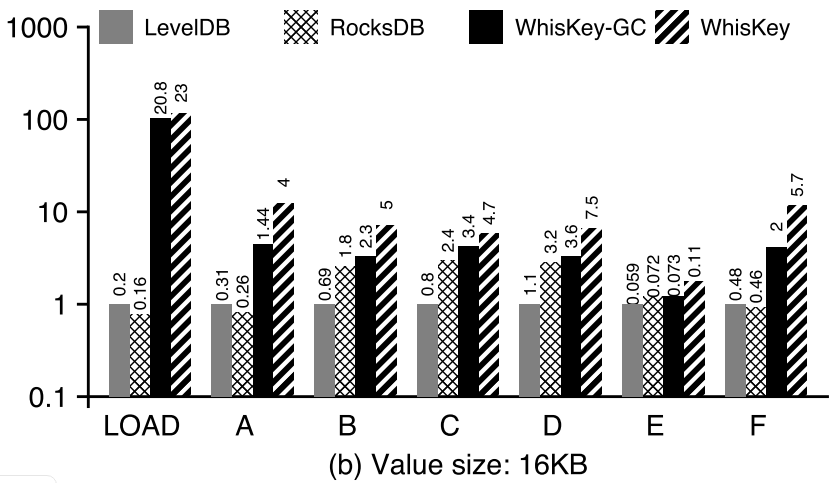 1000
LevelDB RocksDB WhisKey-GC WhisKey
100
10
1
0.1
0.2 0.16 20.8 23
0.31 0.26 1.44 4
0.69 1.8 2.3 5
0.8 2.4 3.4 4.7
1.1 3.2 3.6 7.5
0.059 0.072 0.073 0.11
0.48 0.46 2 5.7
LOAD A B C D E F
(b) Value size: 16KB